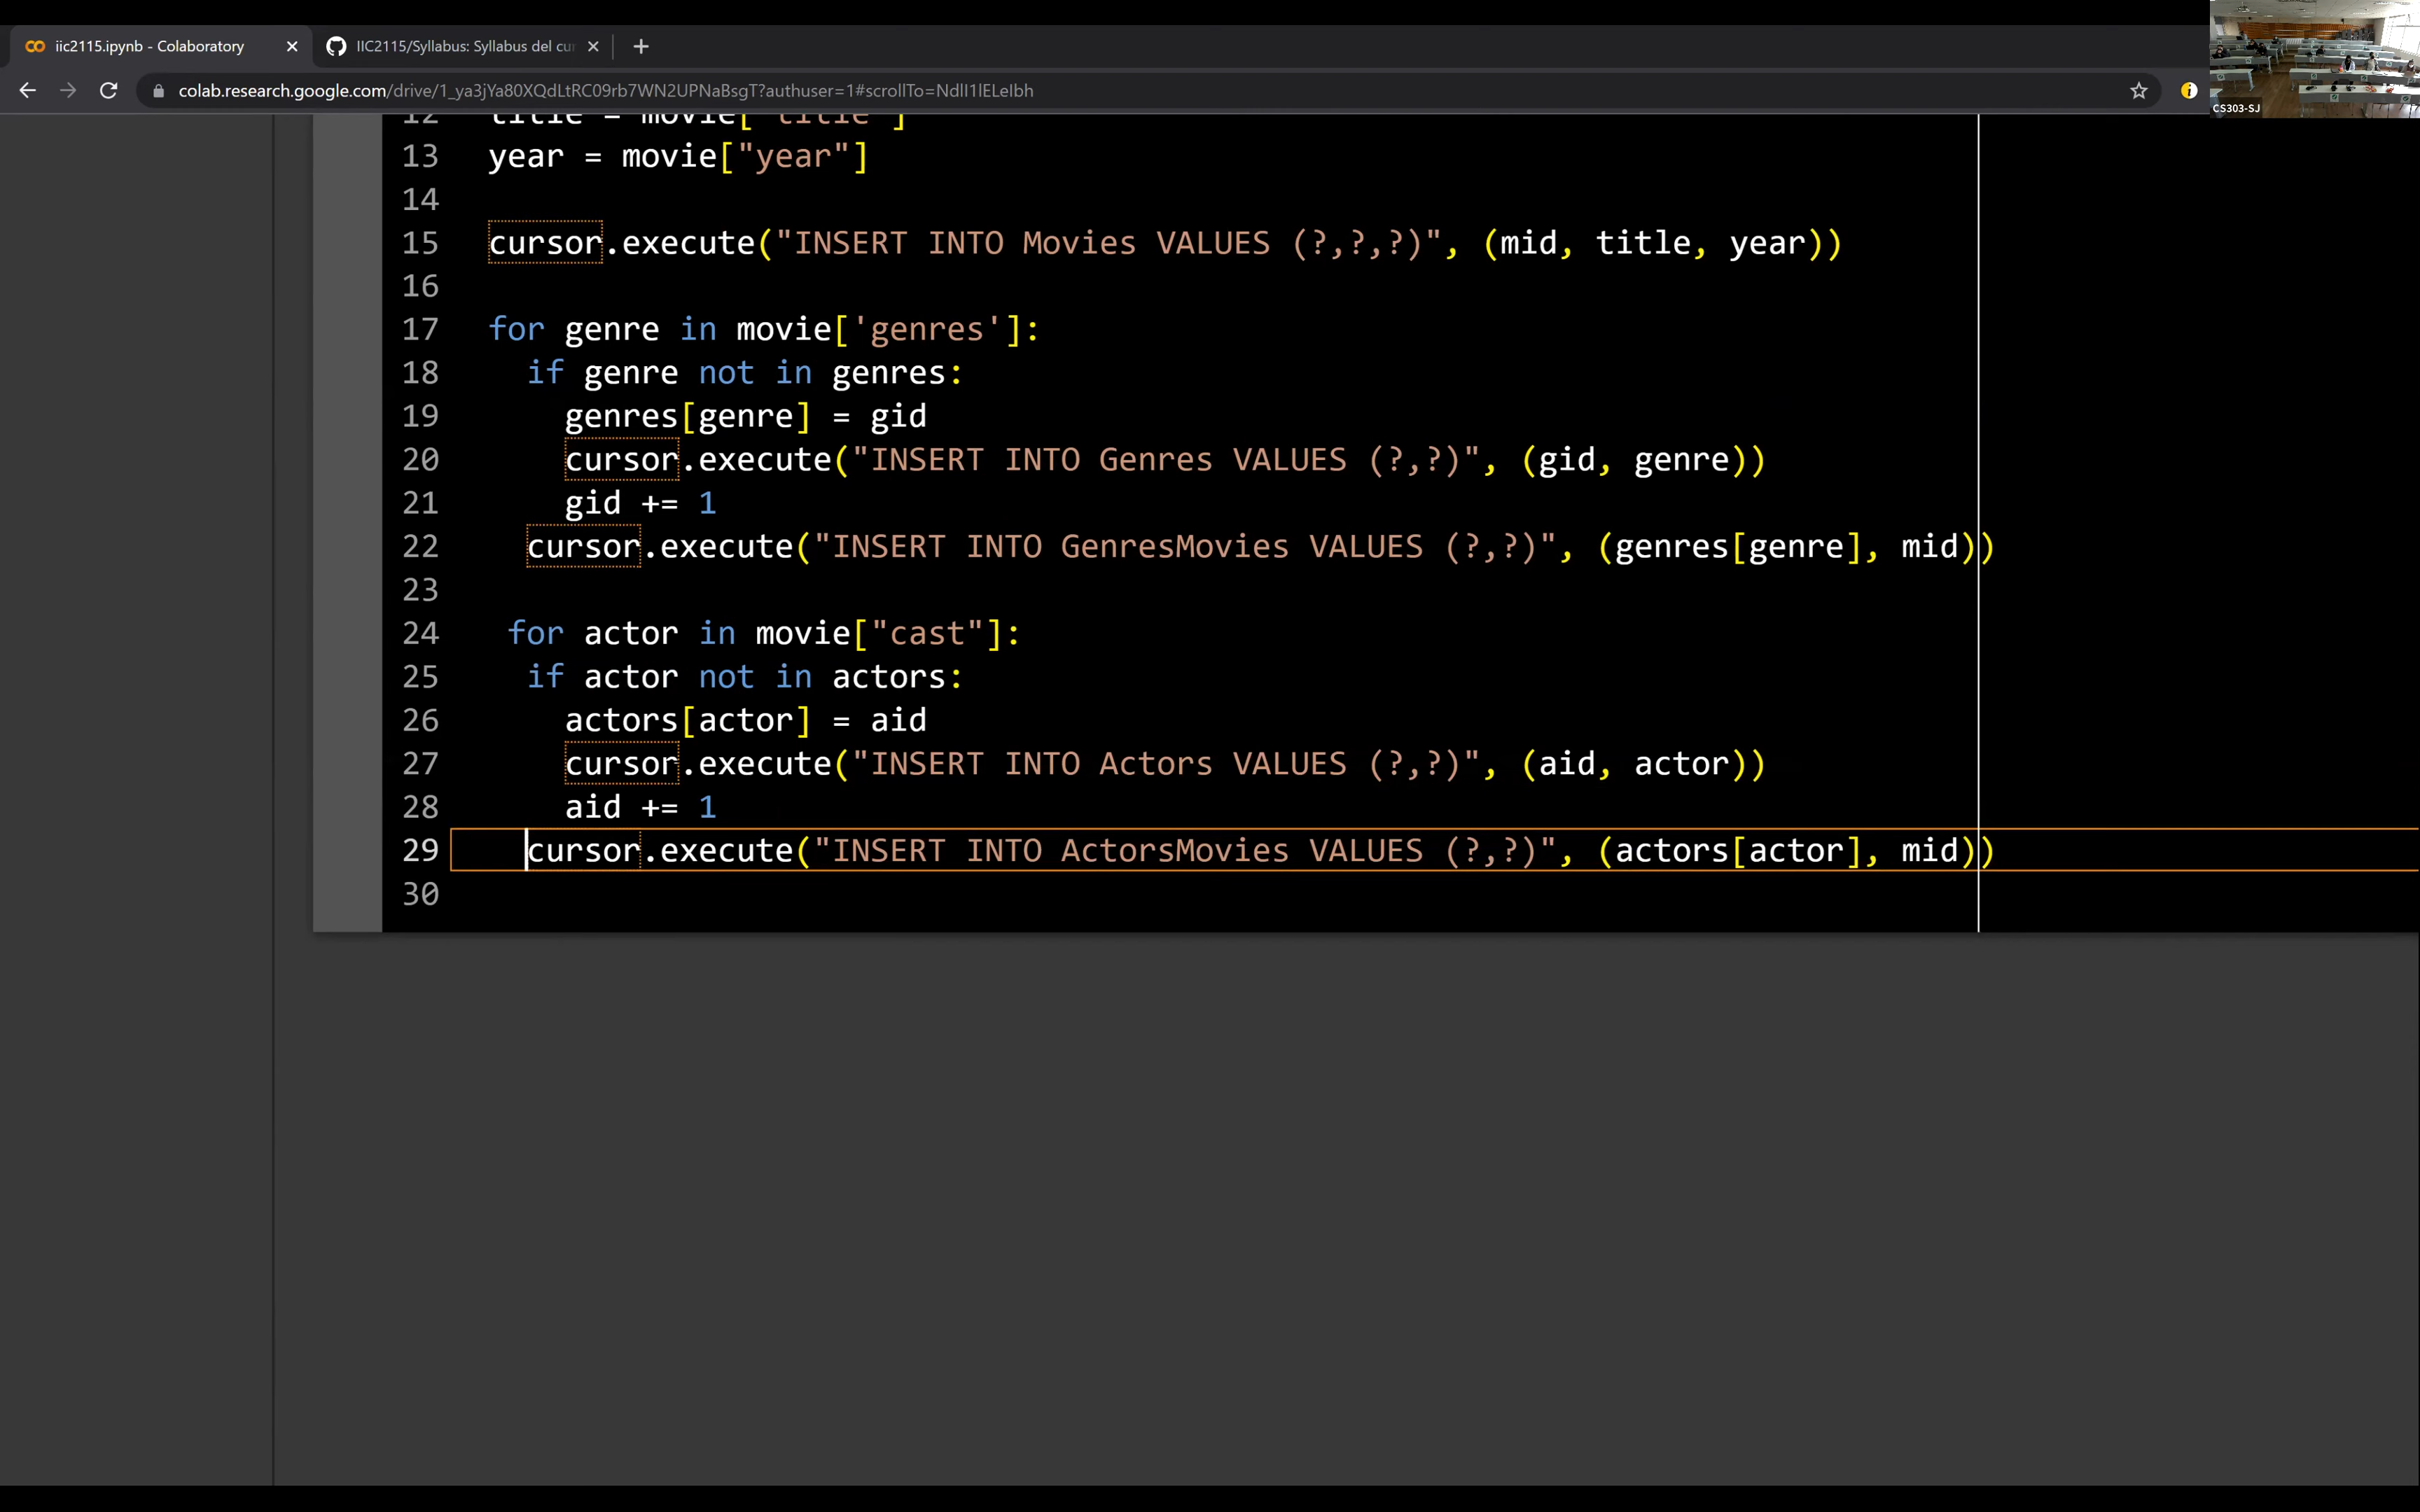 iic2115.ipynb - Colaboratory
IIC2115/Syllabus: Syllabus del cu
colab.research.google.com/drive/1_ya3jYa80XQdLtRC09rb7WN2UPNaBsgT?authuser=1#scrollTo=NdlI1lELeIbh
CS303-SJ
12 title = movie["title"]
13 year = movie["year"]
14
15 cursor.execute("INSERT INTO Movies VALUES (?,?,?)", (mid, title, year))
16
17 for genre in movie['genres']:
18 if genre not in genres:
19 genres[genre] = gid
20 cursor.execute("INSERT INTO Genres VALUES (?,?)", (gid, genre))
21 gid += 1
22 cursor.execute("INSERT INTO GenresMovies VALUES (?,?)", (genres[genre], mid))
23
24 for actor in movie["cast"]:
25 if actor not in actors:
26 actors[actor] = aid
27 cursor.execute("INSERT INTO Actors VALUES (?,?)", (aid, actor))
28 aid += 1
29 cursor.execute("INSERT INTO ActorsMovies VALUES (?,?)", (actors[actor], mid))
30